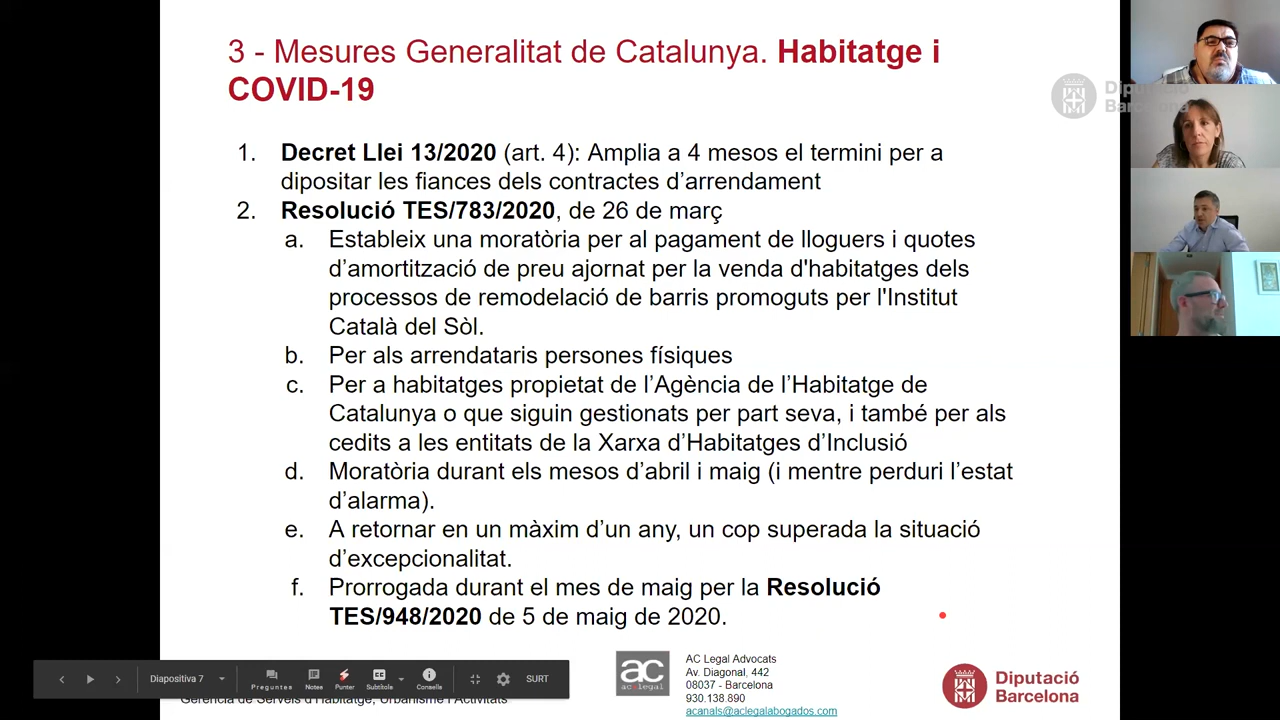 3 - Mesures Generalitat de Catalunya. Habitatge i
COVID-19
Diputació
Barcelona
1. Decret Llei 13/2020 (art. 4): Amplia a 4 mesos el termini per a
dipositar les fiances dels contractes d’arrendament
2. Resolució TES/783/2020, de 26 de març
a. Estableix una moratòria per al pagament de lloguers i quotes
d’amortització de preu ajornat per la venda d'habitatges dels
processos de remodelació de barris promoguts per l'Institut
Català del Sòl.
b. Per als arrendataris persones físiques
c. Per a habitatges propietat de l’Agència de l’Habitatge de
Catalunya o que siguin gestionats per part seva, i també per als
cedits a les entitats de la Xarxa d’Habitatges d’Inclusió
d. Moratòria durant els mesos d’abril i maig (i mentre perduri l’estat
d’alarma).
e. A retornar en un màxim d’un any, un cop superada la situació
d’excepcionalitat.
f. Prorrogada durant el mes de maig per la Resolució
TES/948/2020 de 5 de maig de 2020.
Diapositiva 7
Preguntes
Notes
Punter
Subtítols
Consells
SURT
Gerència de Serveis d'Habitatge, Urbanisme i Activitats
ac
ac legal
AC Legal Advocats
Av. Diagonal, 442
08037 - Barcelona
930.138.890
acanals@aclegalabogados.com
Diputació
Barcelona